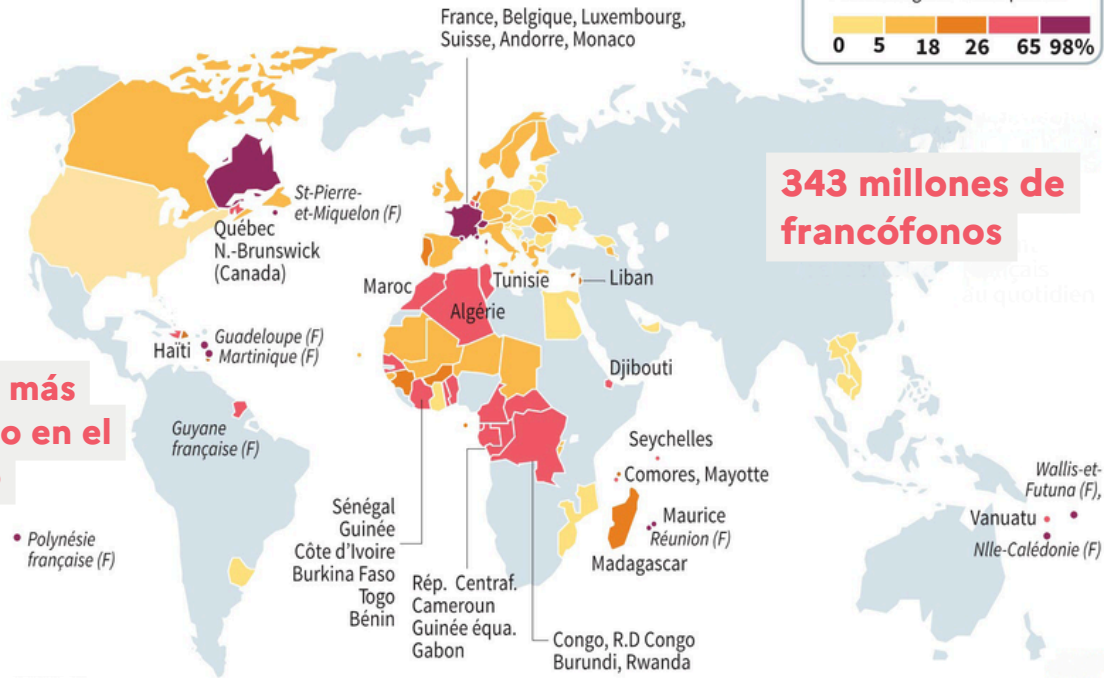 France, Belgique, Luxembourg,
Suisse, Andorre, Monaco
0 5 18 26 65 98%
343 millones de
francófonos
St-Pierre-
et-Miquelon (F)
Québec
N.-Brunswick
(Canada)
Maroc
Tunisie
Liban
Algérie
au quotidien
Haïti
Guadeloupe (F)
Martinique (F)
Djibouti
más
o en el
Guyane
française (F)
Seychelles
Comores, Mayotte
Wallis-et-
Futuna (F),
Maurice
Réunion (F)
Vanuatu
Nlle-Calédonie (F)
Madagascar
Polynésie
française (F)
Sénégal
Guinée
Côte d'Ivoire
Burkina Faso
Togo
Bénin
Rép. Centraf.
Cameroun
Guinée équa.
Gabon
Congo, R.D Congo
Burundi, Rwanda